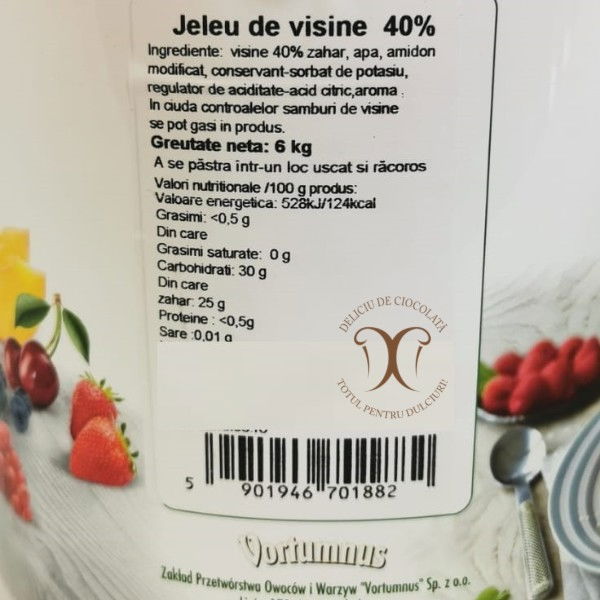 Jeleu de visine 40%
Ingrediente: visine 40% zahar, apa, amidon
modificat, conservant-sorbat de potasiu,
regulator de aciditate-acid citric,aroma .
In ciuda controalelor samburi de visine
se pot gasi in produs.
Greutate neta: 6 kg
A se păstra într-un loc uscat si răcoros
Valori nutritionale /100 g produs:
Valoare energetica: 528kJ/124kcal
Grasimi: <0,5 g
Din care
Grasimi saturate: 0 g
Carbohidrati: 30 g
Din care
zahar: 25 g
Proteine : <0,5g
Sare :0,01 g
DELICIU DE CIOCOLATĂ
TOTUL PENTRU DULCIURI!
5 901946 701882
Vortumnus
Zakład Przetwórstwa Owoców i Warzyw "Vortumnus" Sp. z o.o.